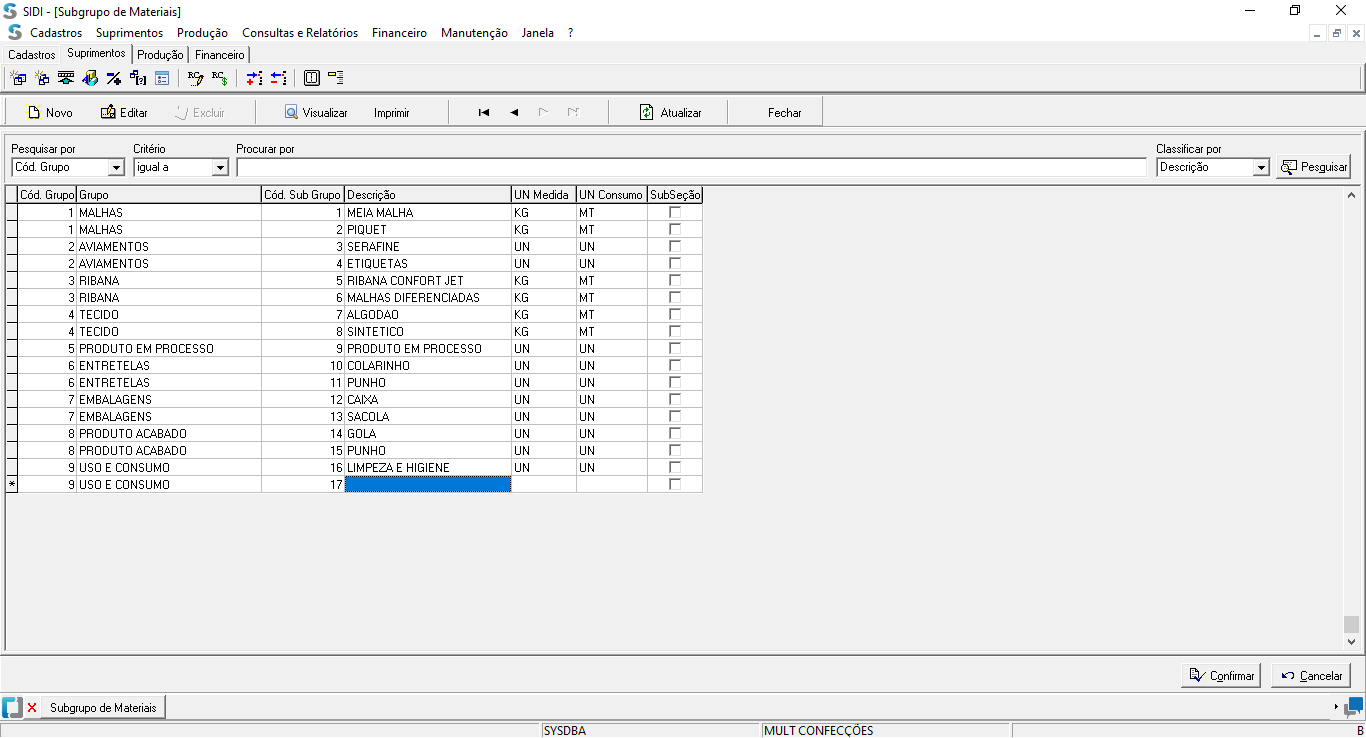 SIDI - [Subgrupo de Materiais]
Cadastros Suprimentos Produção Consultas e Relatórios Financeiro Manutenção Janela ?
Cadastros Suprimentos Produção Financeiro
Novo Editar Excluir Visualizar Imprimir Atualizar Fechar
Pesquisar por Critério Procurar por Classificar por
Cód. Grupo igual a Descrição Pesquisar
Cód. Grupo Grupo Cód. Sub Grupo Descrição UN Medida UN Consumo SubSeção
1 MALHAS 1 MEIA MALHA KG MT
1 MALHAS 2 PIQUET KG MT
2 AVIAMENTOS 3 SERAFINE UN UN
2 AVIAMENTOS 4 ETIQUETAS UN UN
3 RIBANA 5 RIBANA CONFORT JET KG MT
3 RIBANA 6 MALHAS DIFERENCIADAS KG MT
4 TECIDO 7 ALGODAO KG MT
4 TECIDO 8 SINTETICO KG MT
5 PRODUTO EM PROCESSO 9 PRODUTO EM PROCESSO UN UN
6 ENTRETELAS 10 COLARINHO UN UN
6 ENTRETELAS 11 PUNHO UN UN
7 EMBALAGENS 12 CAIXA UN UN
7 EMBALAGENS 13 SACOLA UN UN
8 PRODUTO ACABADO 14 GOLA UN UN
8 PRODUTO ACABADO 15 PUNHO UN UN
9 USO E CONSUMO 16 LIMPEZA E HIGIENE UN UN
* 9 USO E CONSUMO 17
Confirmar Cancelar
Subgrupo de Materiais
SYSDBA MULT CONFECÇÕES B